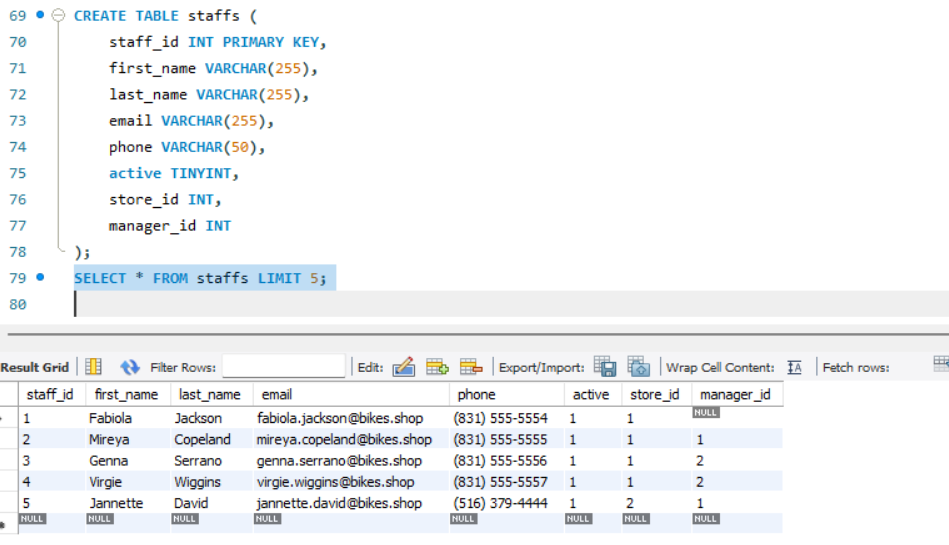 69 CREATE TABLE staffs (
70 staff_id INT PRIMARY KEY,
71 first_name VARCHAR(255),
72 last_name VARCHAR(255),
73 email VARCHAR(255),
74 phone VARCHAR(50),
75 active TINYINT,
76 store_id INT,
77 manager_id INT
78 );
79 SELECT * FROM staffs LIMIT 5;
80
Result Grid Filter Rows: Edit: Export/Import: Wrap Cell Content: IA Fetch rows:
staff_id first_name last_name email phone active store_id manager_id
1 Fabiola Jackson fabiola.jackson@bikes.shop (831) 555-5554 1 1 NULL
2 Mireya Copeland mireya.copeland@bikes.shop (831) 555-5555 1 1 1
3 Genna Serrano genna.serrano@bikes.shop (831) 555-5556 1 1 2
4 Virgie Wiggins virgie.wiggins@bikes.shop (831) 555-5557 1 1 2
5 Jannette David jannette.david@bikes.shop (516) 379-4444 1 2 1
NULL NULL NULL NULL NULL NULL NULL NULL